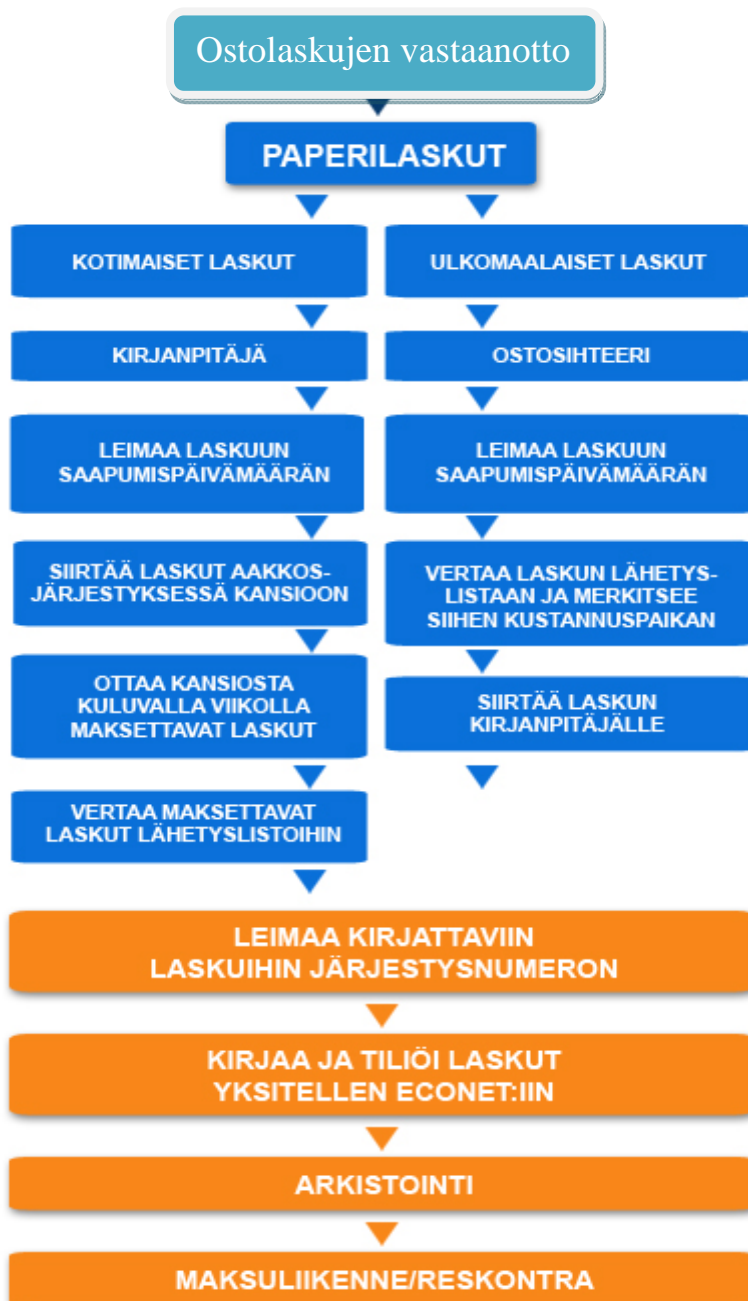 Ostolaskujen vastaanotto
PAPERILASKUT
KOTIMAISET LASKUT
ULKOMAALAISET LASKUT
KIRJANPITÄJÄ
OSTOSIHTEERI
LEIMAA LASKUUN
SAAPUMISPÄIVÄMÄÄRÄN
LEIMAA LASKUUN
SAAPUMISPÄIVÄMÄÄRÄN
SIIRTÄÄ LASKUT AAKKOS-
JÄRJESTYKSESSÄ KANSIOON
VERTAA LASKUN LÄHETYS-
LISTAAN JA MERKITSEE
SIIHEN KUSTANNUSPAIKAN
OTTAA KANSIOSTA
KULUVALLA VIIKOLLA
MAKSETTAVAT LASKUT
SIIRTÄÄ LASKUN
KIRJANPITÄJÄLLE
VERTAA MAKSETTAVAT
LASKUT LÄHETYSLISTOIHIN
LEIMAA KIRJATTAVIIN
LASKUIHIN JÄRJESTYSNUMERON
KIRJAA JA TILIÖI LASKUT
YKSITELLEN ECONET:IIN
ARKISTOINTI
MAKSULIIKENNE/RESKONTRA